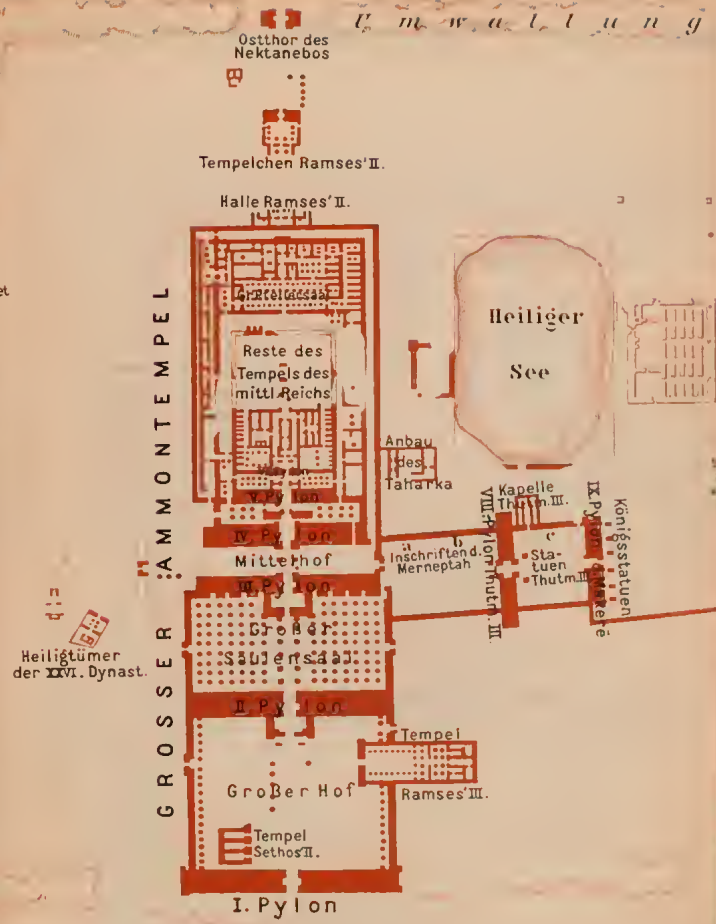 Umwallung
Ostthor des
Nektanebos
Tempelchen Ramses' II.
Halle Ramses' II.
et
GROSSER AMMONTEMPEL
Heiliger
See
Reste des
Tempels des
mittl. Reichs
Anbau
des
Taharka
V. Pylon
IV. Pylon
Mittelhof
III. Pylon
Kapelle
Thutm. III.
VIII. Pylon Thutm. III.
IX. Pylon
Königsstatuen
a b c
Inschriften d.
Merneptah
Sta-
tuen
Thutm. III
Großer
Säulensaal
Heiligtümer
der XXVI. Dynast.
II. Pylon
Tempel
Ramses' III.
Großer Hof
Tempel
Sethos' II.
I. Pylon